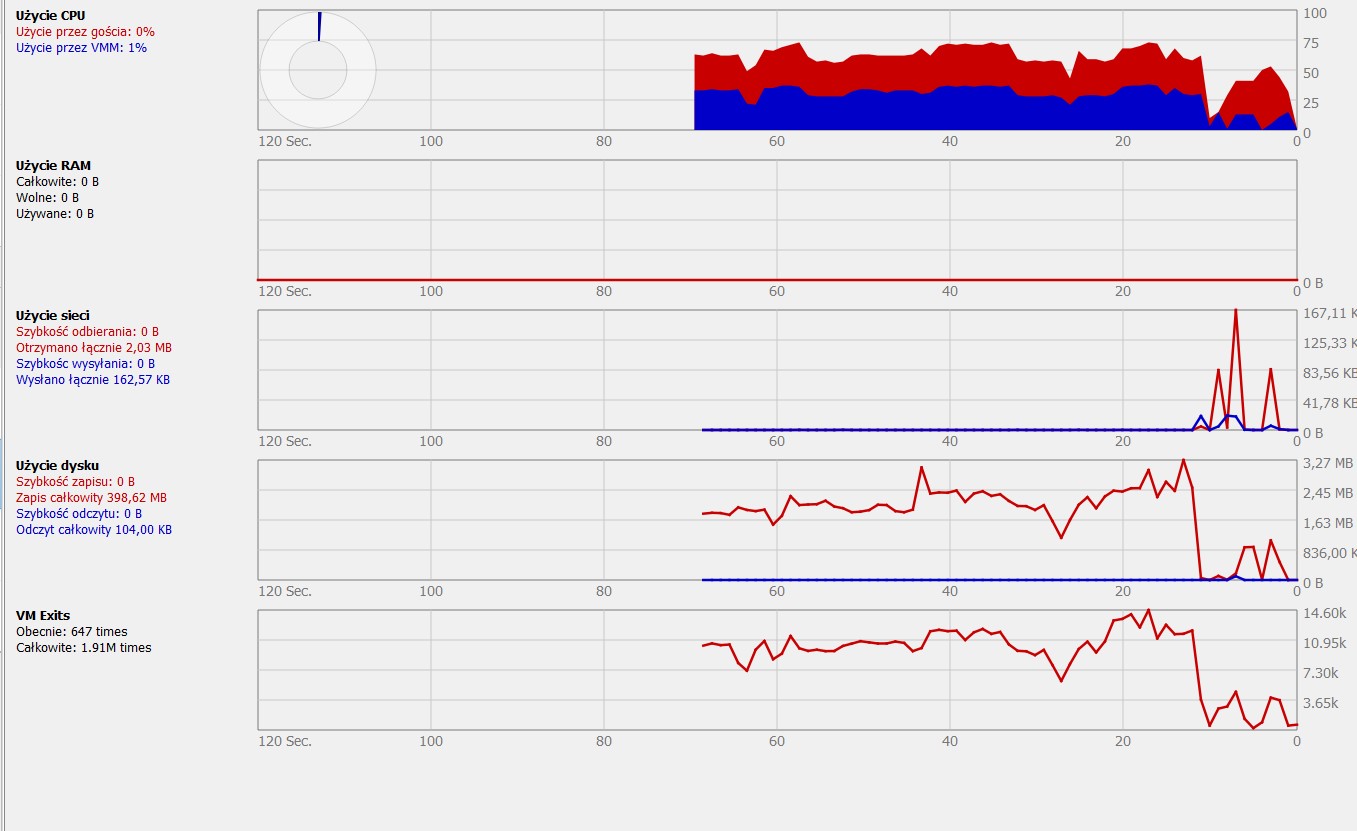 Użycie CPU
Użycie przez gościa: 0%
Użycie przez VMM: 1%
100
75
50
25
0
120 Sec. 100 80 60 40 20 0
Użycie RAM
Całkowite: 0 B
Wolne: 0 B
Używane: 0 B
0 B
120 Sec. 100 80 60 40 20 0
Użycie sieci
Szybkość odbierania: 0 B
Otrzymano łącznie 2,03 MB
Szybkośc wysyłania: 0 B
Wysłano łącznie 162,57 KB
167,11 K
125,33 K
83,56 KB
41,78 KB
0 B
120 Sec. 100 80 60 40 20 0
Użycie dysku
Szybkość zapisu: 0 B
Zapis całkowity 398,62 MB
Szybkość odczytu: 0 B
Odczyt całkowity 104,00 KB
3,27 MB
2,45 MB
1,63 MB
836,00 K
0 B
120 Sec. 100 80 60 40 20 0
VM Exits
Obecnie: 647 times
Całkowite: 1.91M times
14.60k
10.95k
7.30k
3.65k
120 Sec. 100 80 60 40 20 0